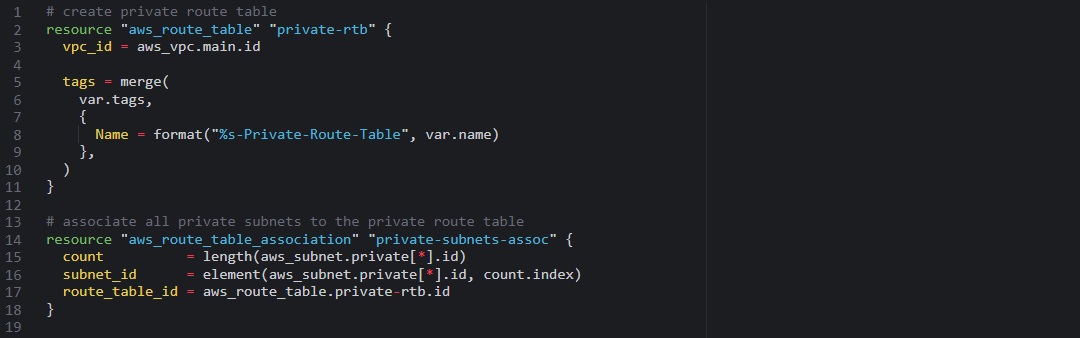 1 # create private route table
2 resource "aws_route_table" "private-rtb" {
3   vpc_id = aws_vpc.main.id
4
5   tags = merge(
6     var.tags,
7     {
8       Name = format("%s-Private-Route-Table", var.name)
9     },
10   )
11 }
12
13 # associate all private subnets to the private route table
14 resource "aws_route_table_association" "private-subnets-assoc" {
15   count          = length(aws_subnet.private[*].id)
16   subnet_id      = element(aws_subnet.private[*].id, count.index)
17   route_table_id = aws_route_table.private-rtb.id
18 }
19